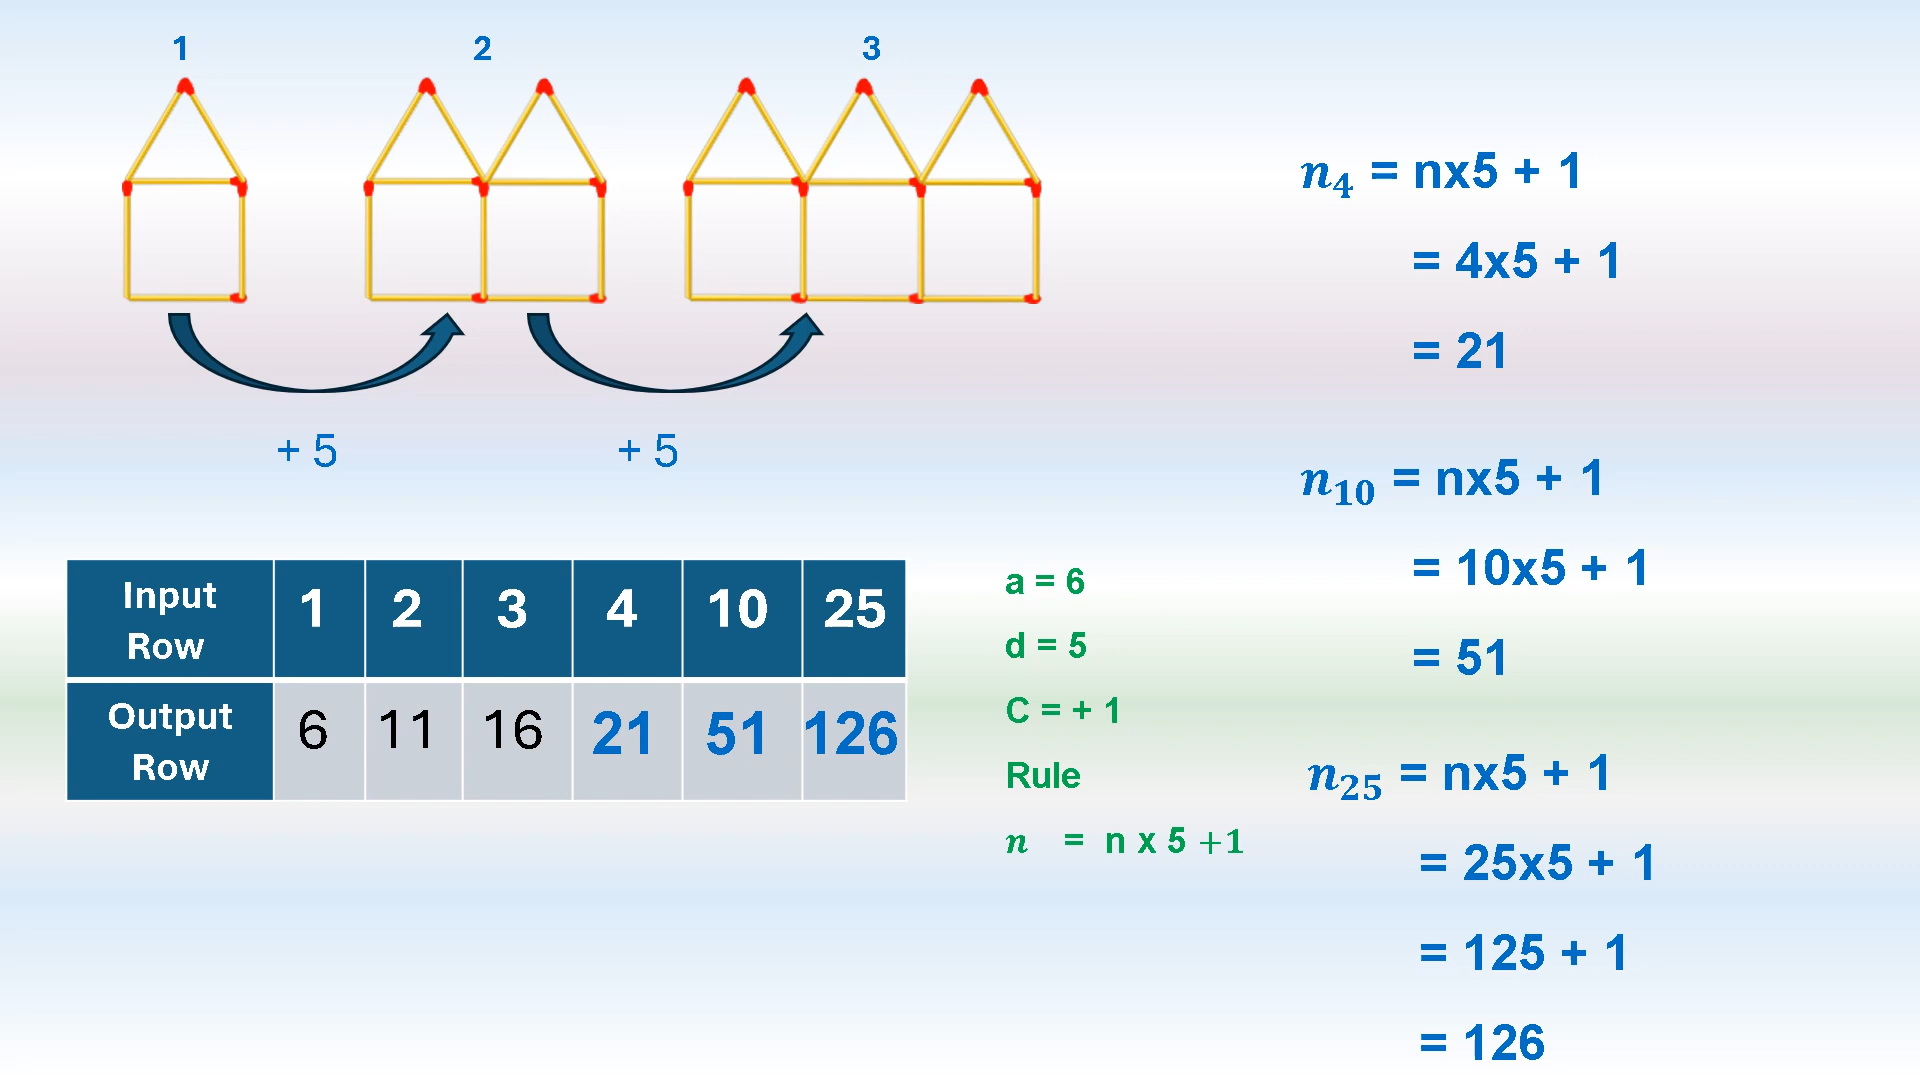 1 2 3
+ 5 + 5
Input Row 1 2 3 4 10 25
Output Row 6 11 16 21 51 126
a = 6
d = 5
C = + 1
Rule
n = n x 5 +1
n₄ = nx5 + 1
= 4x5 + 1
= 21
n₁₀ = nx5 + 1
= 10x5 + 1
= 51
n₂₅ = nx5 + 1
= 25x5 + 1
= 125 + 1
= 126